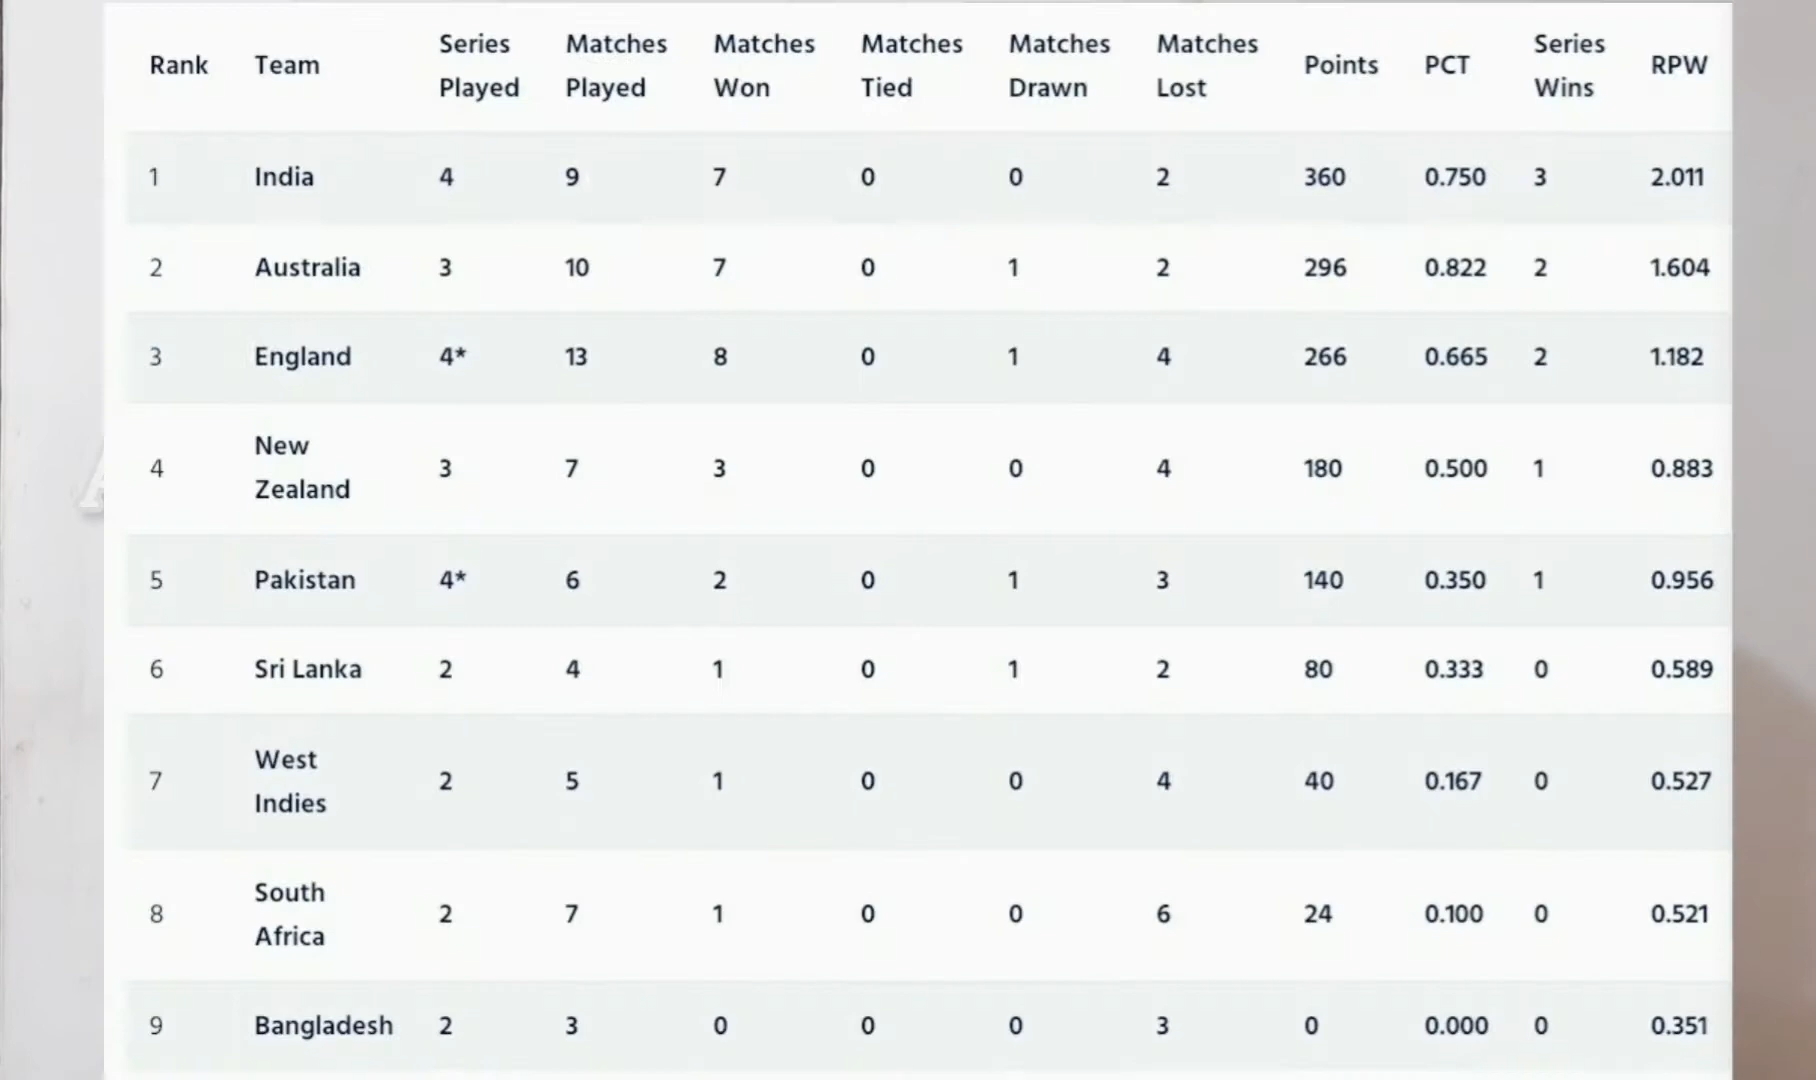 Rank Team Series Played Matches Played Matches Won Matches Tied Matches Drawn Matches Lost Points PCT Series Wins RPW
1 India 4 9 7 0 0 2 360 0.750 3 2.011
2 Australia 3 10 7 0 1 2 296 0.822 2 1.604
3 England 4* 13 8 0 1 4 266 0.665 2 1.182
4 New Zealand 3 7 3 0 0 4 180 0.500 1 0.883
5 Pakistan 4* 6 2 0 1 3 140 0.350 1 0.956
6 Sri Lanka 2 4 1 0 1 2 80 0.333 0 0.589
7 West Indies 2 5 1 0 0 4 40 0.167 0 0.527
8 South Africa 2 7 1 0 0 6 24 0.100 0 0.521
9 Bangladesh 2 3 0 0 0 3 0 0.000 0 0.351